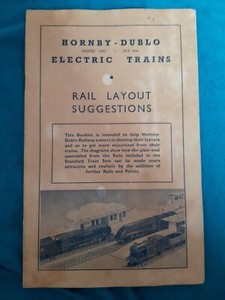 HORNBY-DUBLO
ELECTRIC TRAINS
RAIL LAYOUT
SUGGESTIONS
This Booklet is intended to help Hornby-
Dublo Railway owners to develop their layouts
and so to get more enjoyment from their
trains. The diagrams show how the plain oval
assembled from the Rails included in the
Standard Train Sets can be made more
attractive and realistic by the addition of
further Rails and Points.